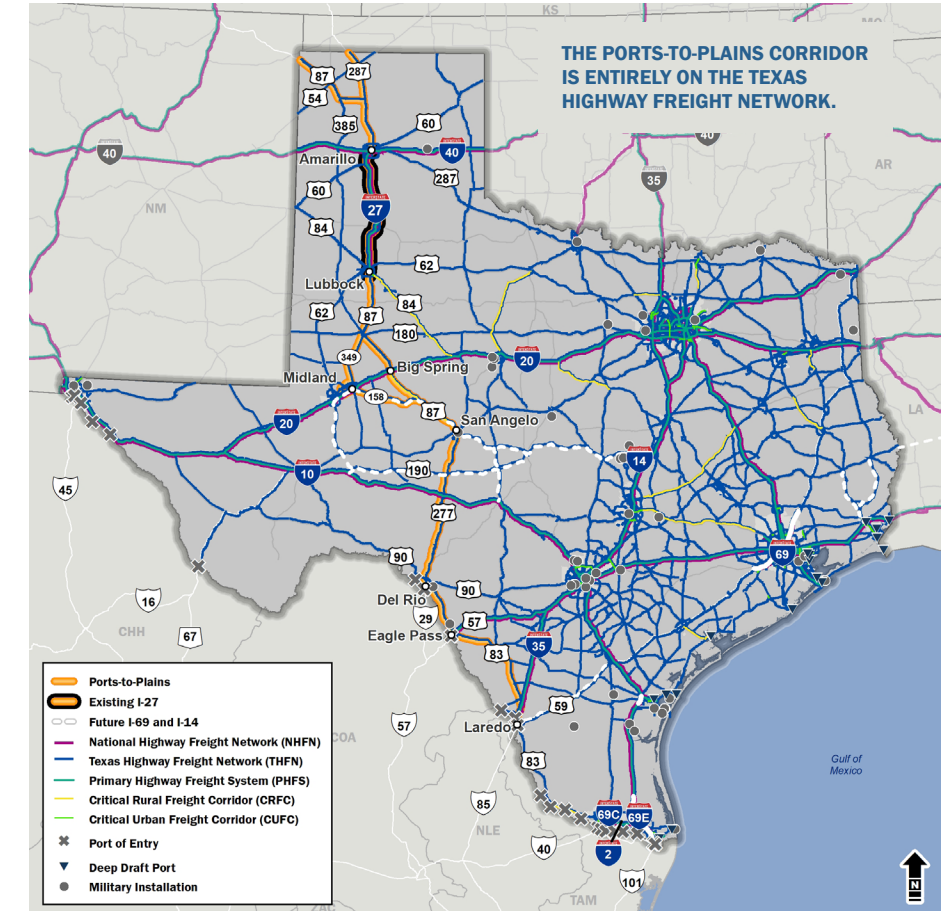 KS
MO
THE PORTS-TO-PLAINS CORRIDOR
IS ENTIRELY ON THE TEXAS
HIGHWAY FREIGHT NETWORK.
87
287
54
385
60
40
40
40
Amarillo
287
35
AR
60
NM
27
84
62
Lubbock
84
62
87
180
349
20
Big Spring
Midland
158
87
San Angelo
LA
20
14
190
10
45
277
69
90
Del Rio
90
16
29
57
CHH
Eagle Pass
67
35
83
59
Laredo
57
COA
83
Gulf of
Mexico
85
69C
69E
NLE
40
2
101
TAM
ZAC
Ports-to-Plains
Existing I-27
Future I-69 and I-14
National Highway Freight Network (NHFN)
Texas Highway Freight Network (THFN)
Primary Highway Freight System (PHFS)
Critical Rural Freight Corridor (CRFC)
Critical Urban Freight Corridor (CUFC)
Port of Entry
Deep Draft Port
Military Installation
N